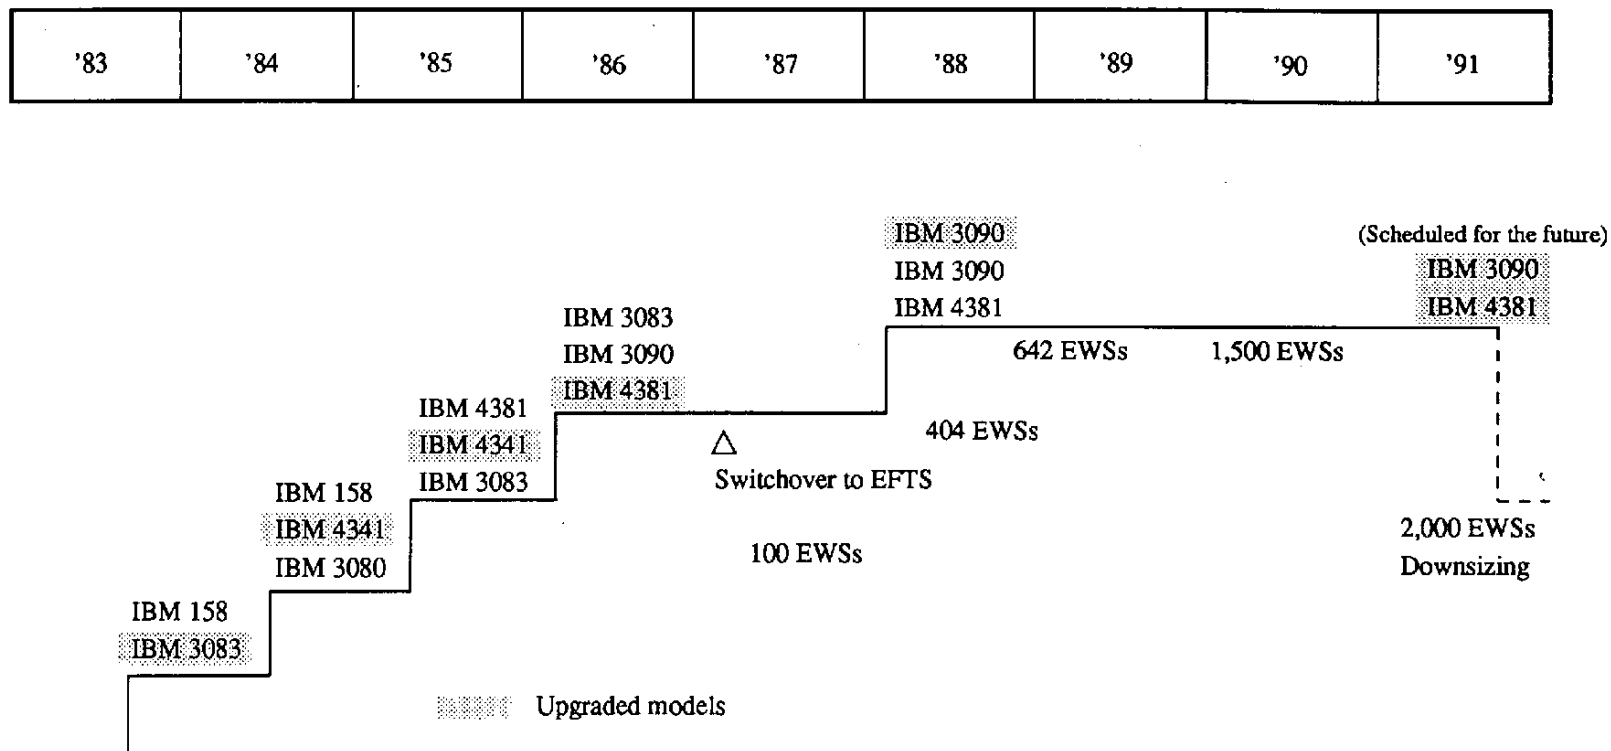 '83 '84 '85 '86 '87 '88 '89 '90 '91
IBM 3090
(Scheduled for the future)
IBM 3090
IBM 3090
IBM 4381
IBM 4381
IBM 3083
IBM 3090
IBM 4381
642 EWSs
1,500 EWSs
IBM 4381
IBM 4341
IBM 3083
404 EWSs
Switchover to EFTS
IBM 158
IBM 4341
IBM 3080
100 EWSs
2,000 EWSs
Downsizing
IBM 158
IBM 3083
Upgraded models